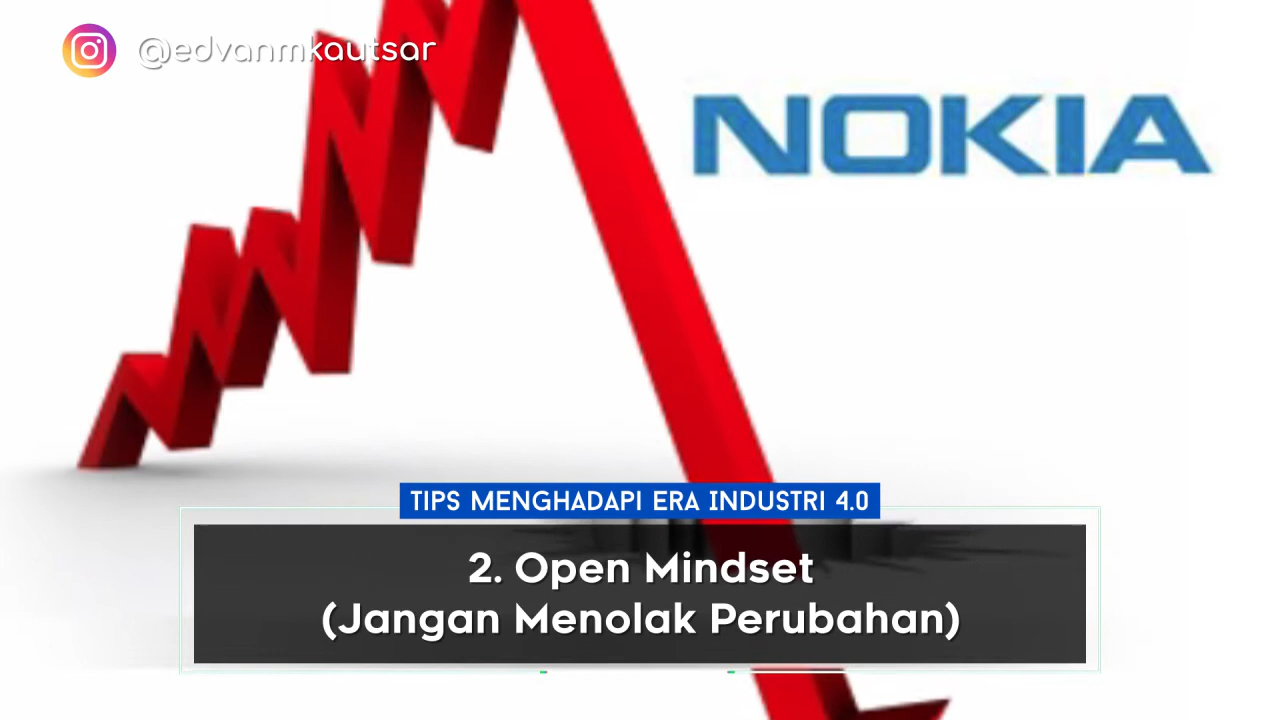 @edvanmkautsar
NOKIA
TIPS MENGHADAPI ERA INDUSTRI 4.0
2. Open Mindset
(Jangan Menolak Perubahan)